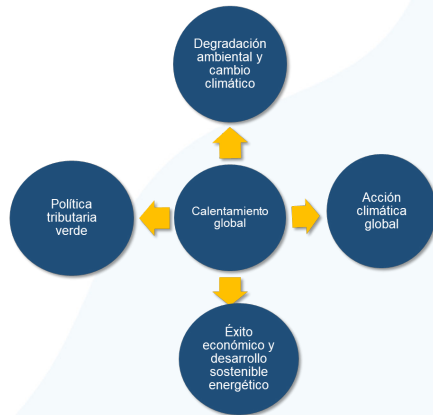 Degradación
ambiental y
cambio
climático
Política
tributaria
verde
Calentamiento
global
Acción
climática
global
Éxito
económico y
desarrollo
sostenible
energético